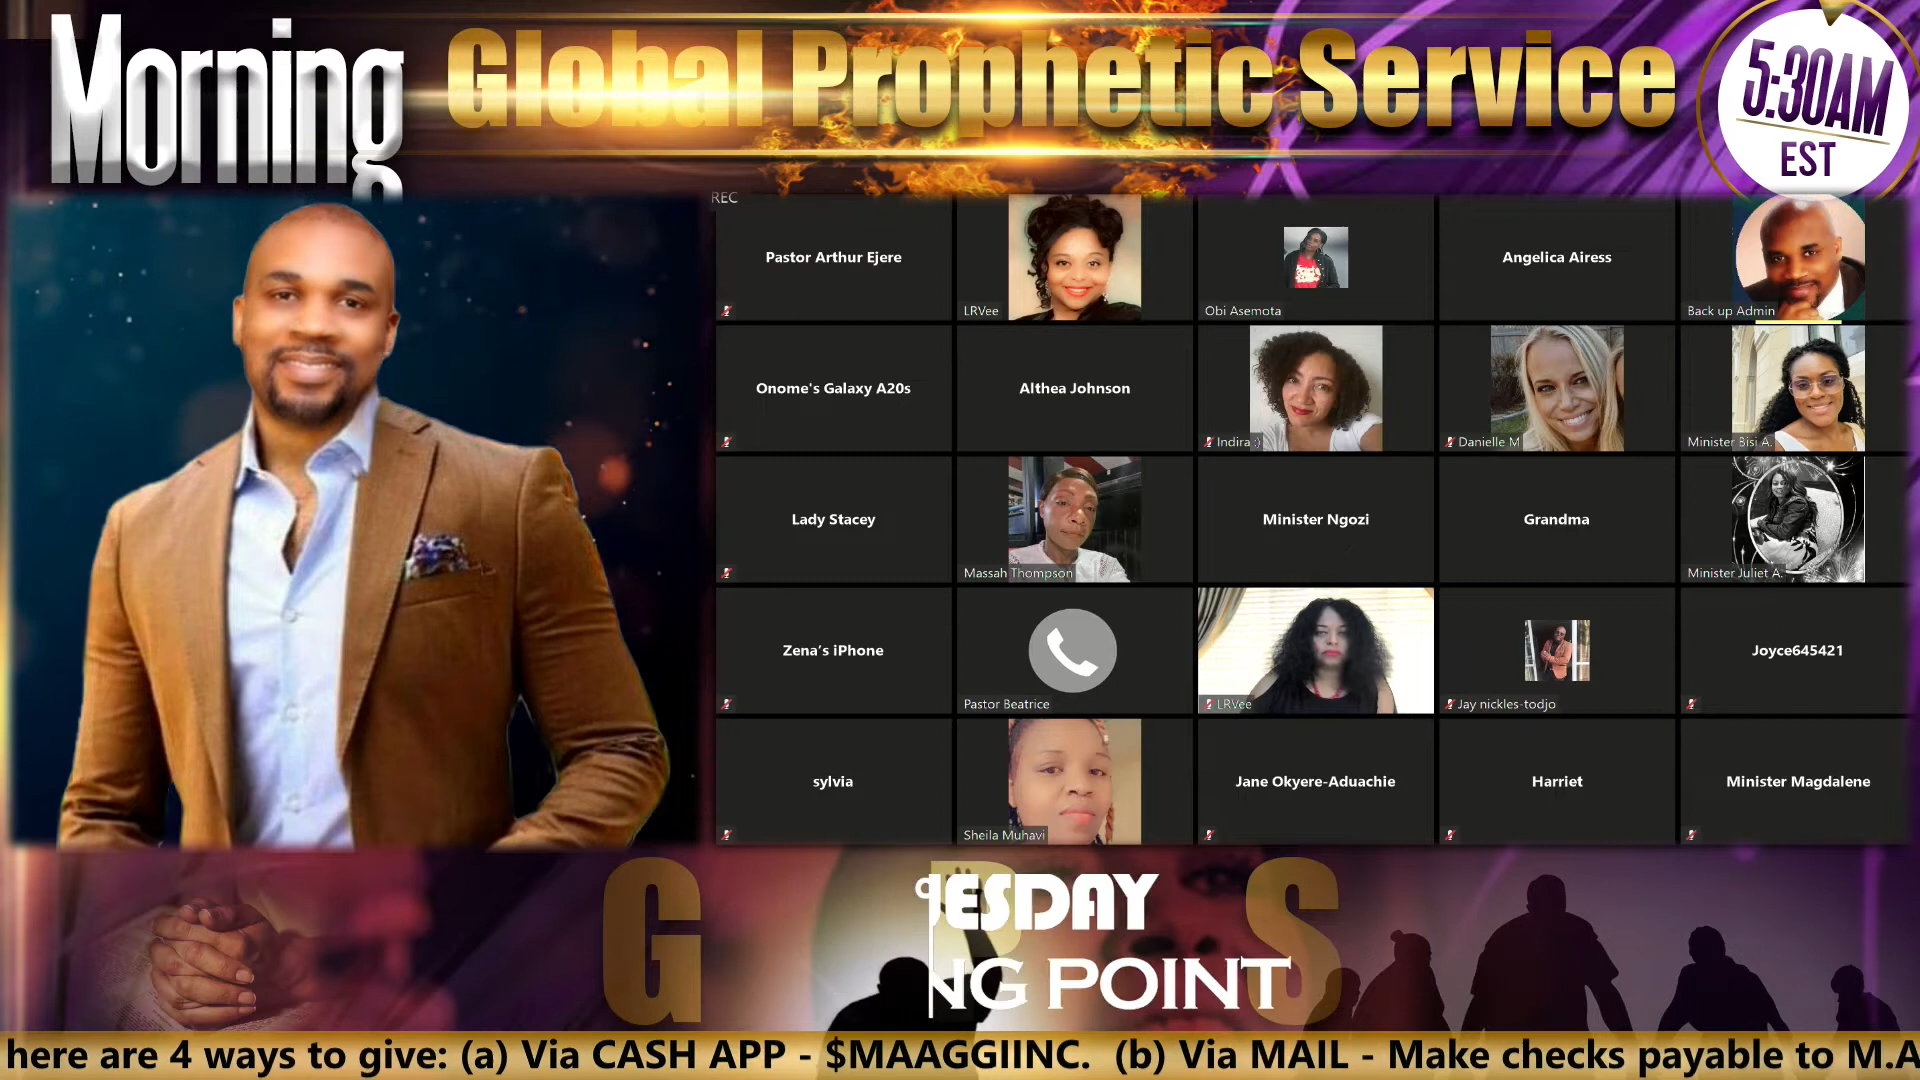 Morning
Global Prophetic Service
5:30AM
EST
REC
Pastor Arthur Ejere
LRVee
Obi Asemota
Angelica Airess
Back up Admin
Onome's Galaxy A20s
Althea Johnson
Indira :)
Danielle M
Minister Bisi A.
Lady Stacey
Massah Thompson
Minister Ngozi
Grandma
Minister Juliet A.
Zena's iPhone
Pastor Beatrice
LRVee
Jay nickles-todjo
Joyce645421
sylvia
Sheila Muhavi
Jane Okyere-Aduachie
Harriet
Minister Magdalene
G P S
ESDAY
NG POINT
here are 4 ways to give: (a) Via CASH APP - $MAAGGIINC. (b) Via MAIL - Make checks payable to M.A